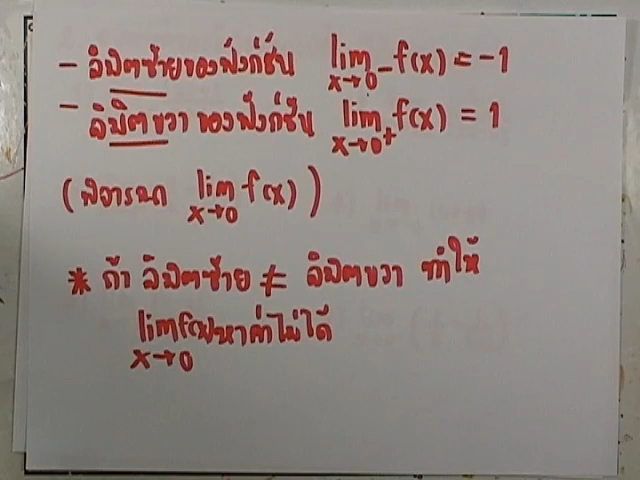 - ลิมิตซ้ายของฟังก์ชัน lim f(x) = -1
x→0-
- ลิมิตขวา ของฟังก์ชัน lim f(x) = 1
x→0+
(พิจารณา lim f(x))
x→0
* ถ้า ลิมิตซ้าย ≠ ลิมิตขวา ทำให้
lim f(x) หาค่าไม่ได้
x→0